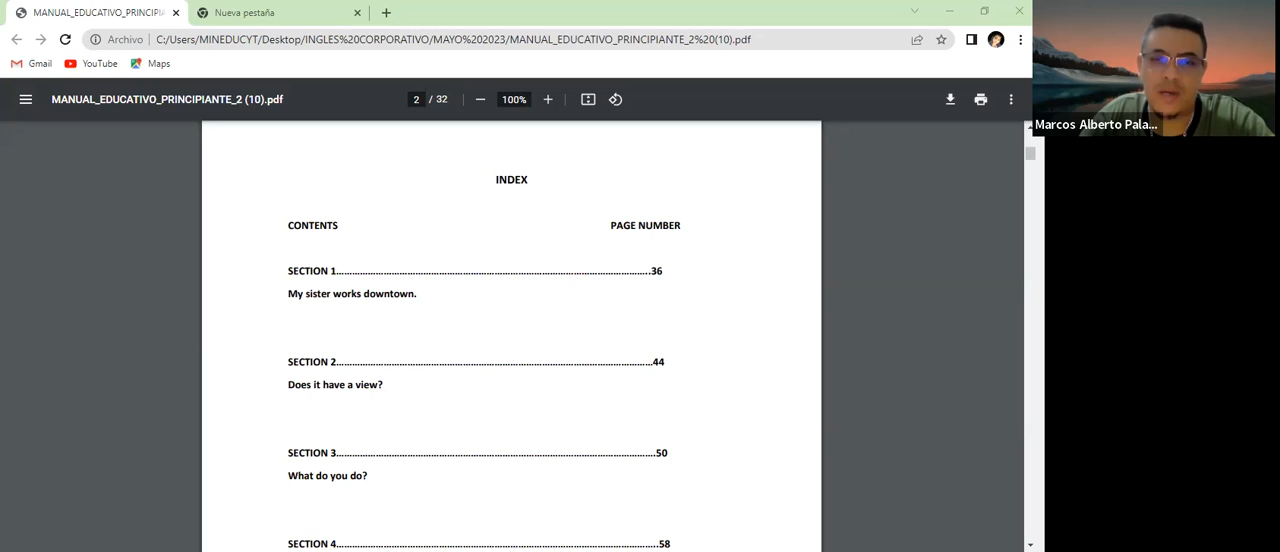 MANUAL_EDUCATIVO_PRINCIPI
Nueva pestaña
Archivo
C:/Users/MINEDUCYT/Desktop/INGLES%20CORPORATIVO/MAYO%202023/MANUAL_EDUCATIVO_PRINCIPIANTE_2%20(10).pdf
Gmail
YouTube
Maps
MANUAL_EDUCATIVO_PRINCIPIANTE_2 (10).pdf
2 / 32
100%
Marcos Alberto Pala...
INDEX
CONTENTS PAGE NUMBER
SECTION 1.......................................................................................................36
My sister works downtown.
SECTION 2.......................................................................................................44
Does it have a view?
SECTION 3.......................................................................................................50
What do you do?
SECTION 4.......................................................................................................58